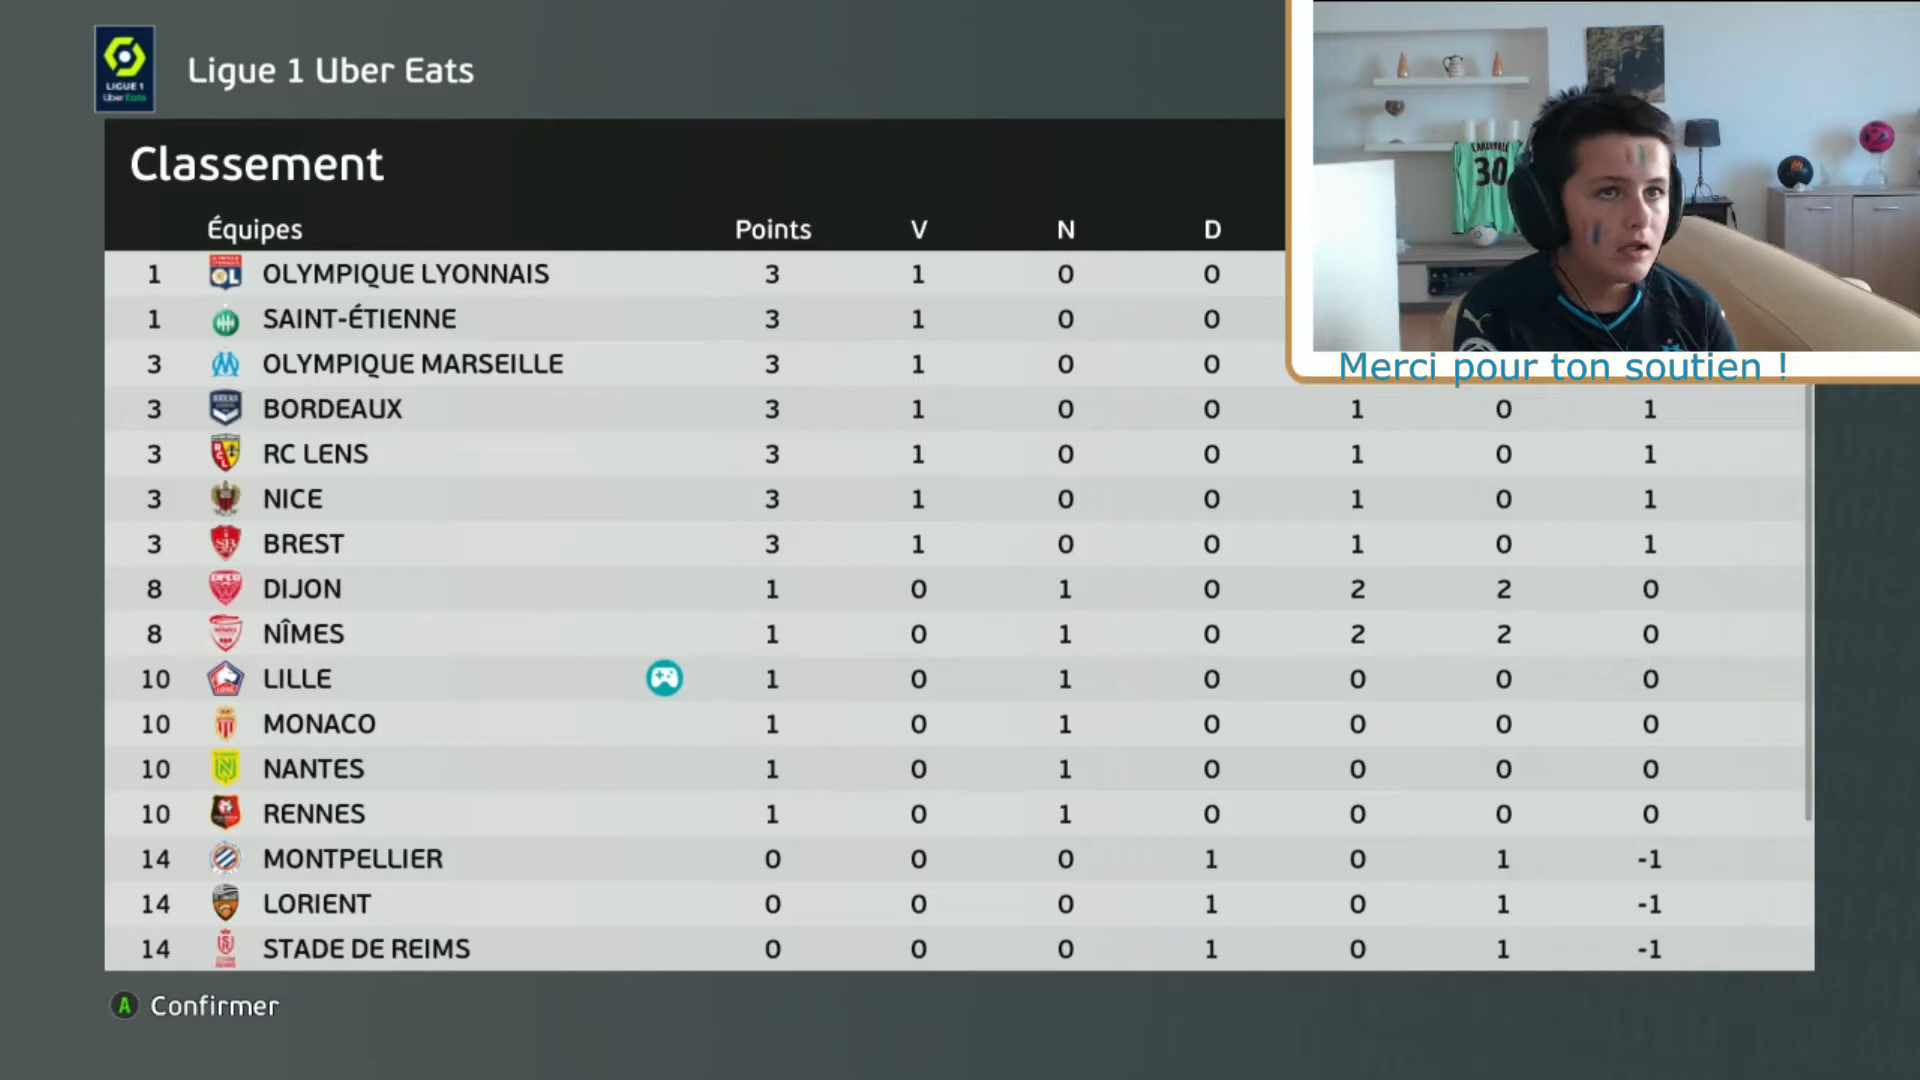 LIGUE 1
Uber Eats
Ligue 1 Uber Eats
Classement
Équipes Points V N D
1 OLYMPIQUE LYONNAIS 3 1 0 0
1 SAINT-ÉTIENNE 3 1 0 0
3 OLYMPIQUE MARSEILLE 3 1 0 0
3 BORDEAUX 3 1 0 0 1 0 1
3 RC LENS 3 1 0 0 1 0 1
3 NICE 3 1 0 0 1 0 1
3 BREST 3 1 0 0 1 0 1
8 DIJON 1 0 1 0 2 2 0
8 NÎMES 1 0 1 0 2 2 0
10 LILLE 1 0 1 0 0 0 0
10 MONACO 1 0 1 0 0 0 0
10 NANTES 1 0 1 0 0 0 0
10 RENNES 1 0 1 0 0 0 0
14 MONTPELLIER 0 0 0 1 0 1 -1
14 LORIENT 0 0 0 1 0 1 -1
14 STADE DE REIMS 0 0 0 1 0 1 -1
A Confirmer
30
Merci pour ton soutien !